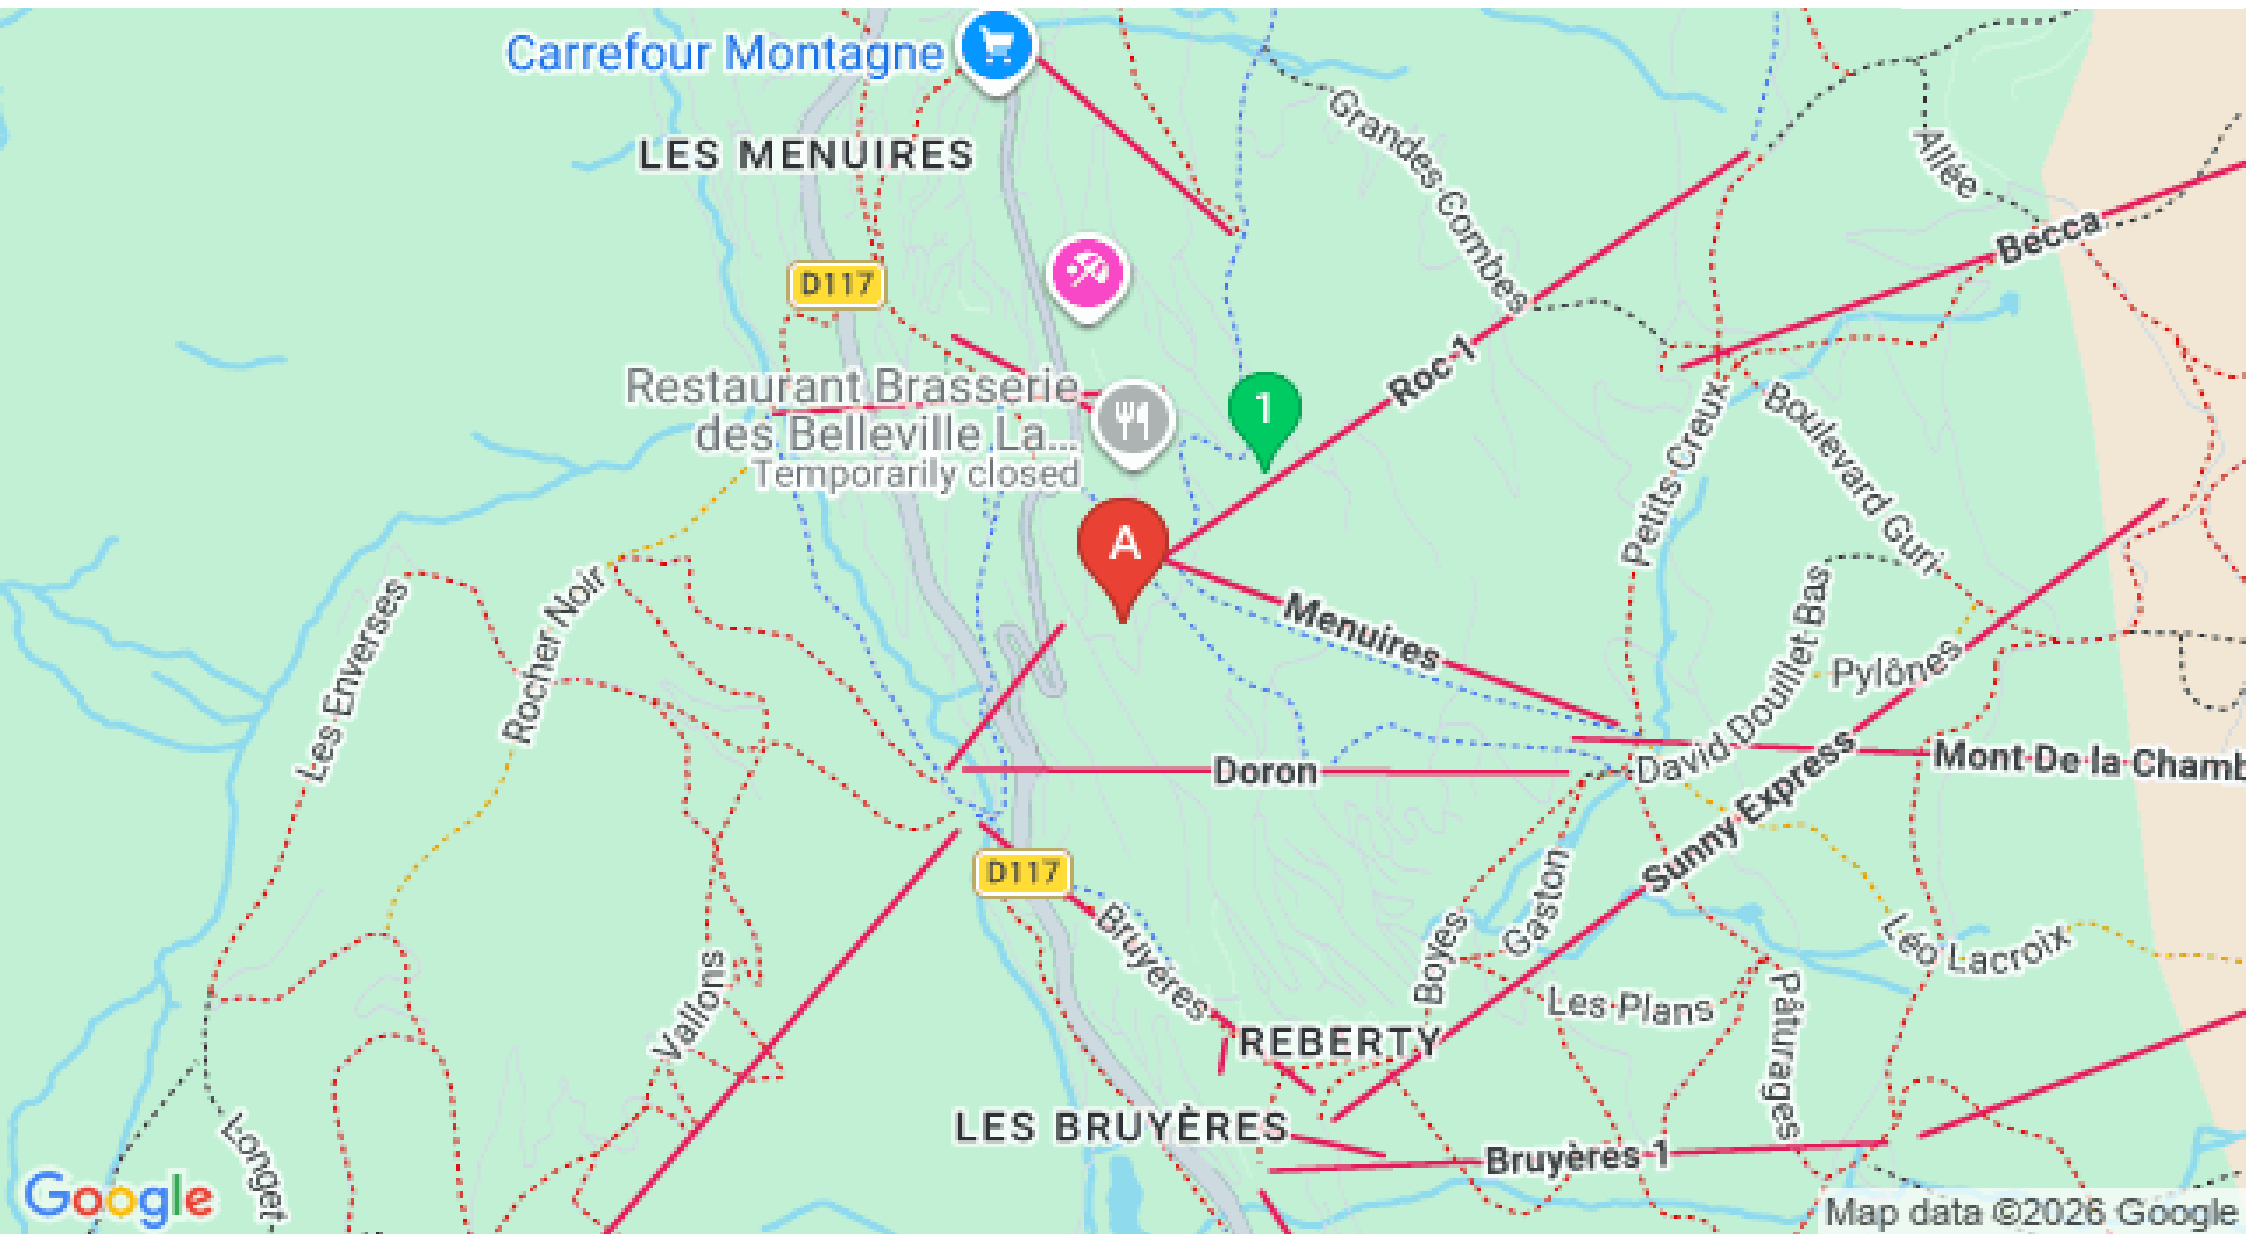 Carrefour Montagne
LES MENUIRES
Grandes Combes
Allée
Becca
D117
Roc 1
Restaurant Brasserie
des Belleville La...
Temporarily closed
1
A
Petits Creux
Boulevard Guri
Les Enverses
Rocher Noir
Menuires
David Douillet Bas
Pylônes
Doron
Mont De la Chamb
Sunny Express
D117
Bruyères
Gaston
Boyes
Léo Lacroix
Les Plans
Pâturages
Vallons
REBERTY
LES BRUYÈRES
Bruyères 1
Longet
Google
Map data ©2026 Google